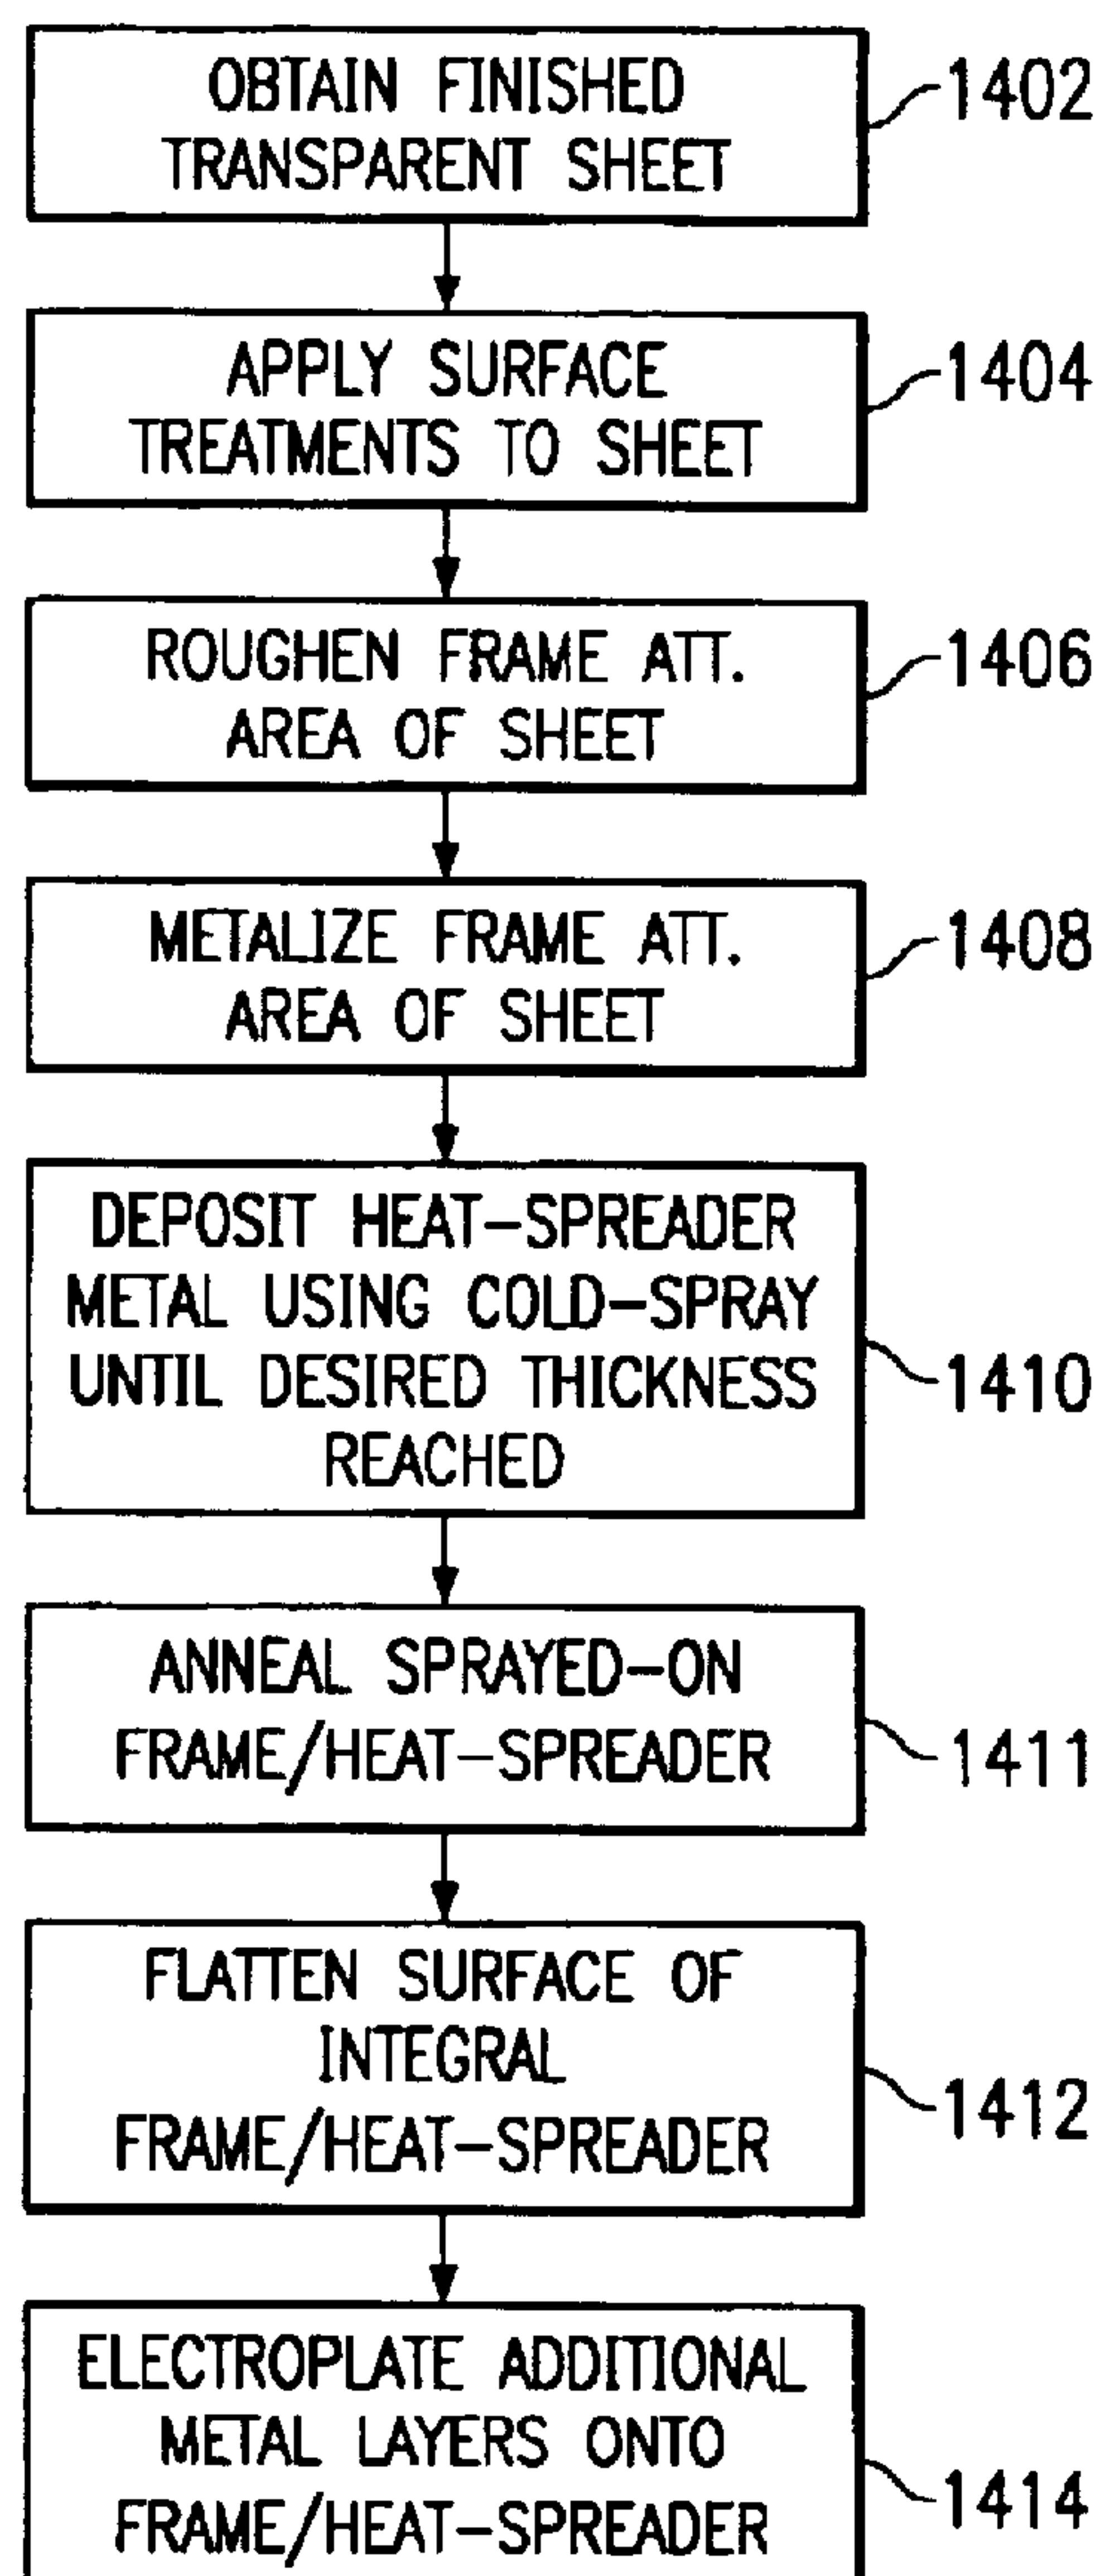 OBTAIN FINISHED
TRANSPARENT SHEET
1402
APPLY SURFACE
TREATMENTS TO SHEET
1404
ROUGHEN FRAME ATT.
AREA OF SHEET
1406
METALIZE FRAME ATT.
AREA OF SHEET
1408
DEPOSIT HEAT-SPREADER
METAL USING COLD-SPRAY
UNTIL DESIRED THICKNESS
REACHED
1410
ANNEAL SPRAYED-ON
FRAME/HEAT-SPREADER
1411
FLATTEN SURFACE OF
INTEGRAL
FRAME/HEAT-SPREADER
1412
ELECTROPLATE ADDITIONAL
METAL LAYERS ONTO
FRAME/HEAT-SPREADER
1414